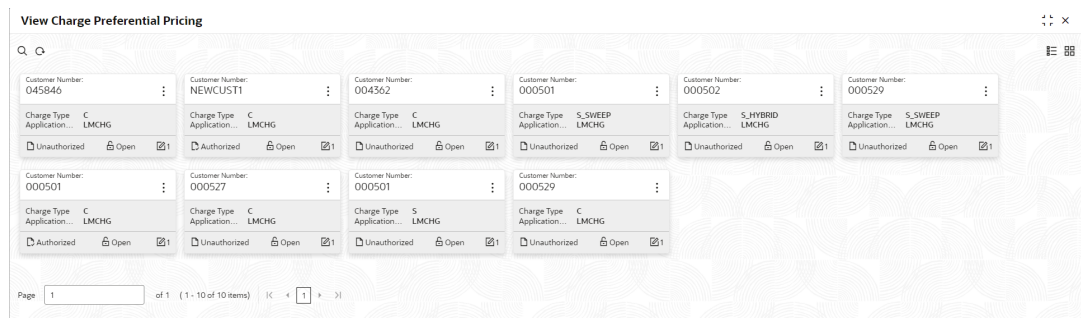 View Charge Preferential Pricing
Customer Number: Customer Number: Customer Number: Customer Number: Customer Number: Customer Number:
045846 NEWCUST1 004362 000501 000502 000529
Charge Type C Charge Type C Charge Type C Charge Type S_SWEEP Charge Type S_HYBRID Charge Type S_SWEEP
Application... LMCHG Application... LMCHG Application... LMCHG Application... LMCHG Application... LMCHG Application... LMCHG
Unauthorized Open 1 Authorized Open 1 Unauthorized Open 1 Unauthorized Open 1 Unauthorized Open 1 Unauthorized Open 1
Customer Number: Customer Number: Customer Number: Customer Number:
000501 000527 000501 000529
Charge Type C Charge Type C Charge Type S Charge Type C
Application... LMCHG Application... LMCHG Application... LMCHG Application... LMCHG
Authorized Open 1 Unauthorized Open 1 Unauthorized Open 1 Unauthorized Open 1
Page 1 of 1 (1 - 10 of 10 items) 1